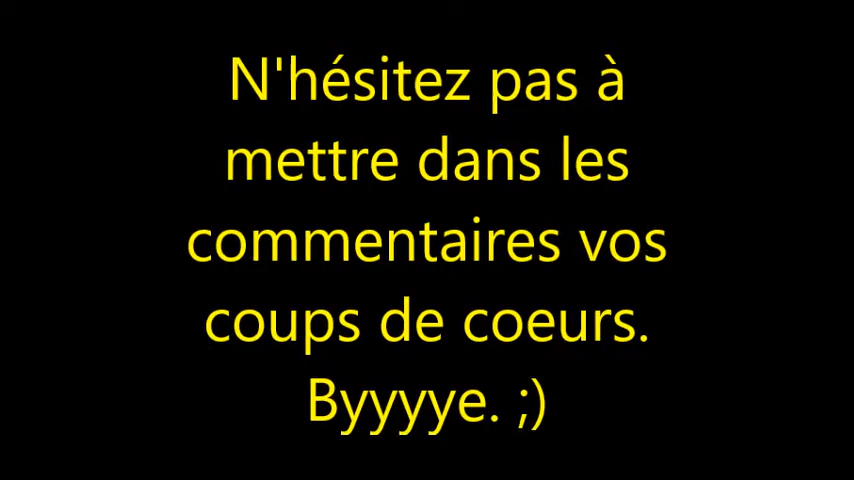 N'hésitez pas à
mettre dans les
commentaires vos
coups de coeurs.
Byyyye. ;)